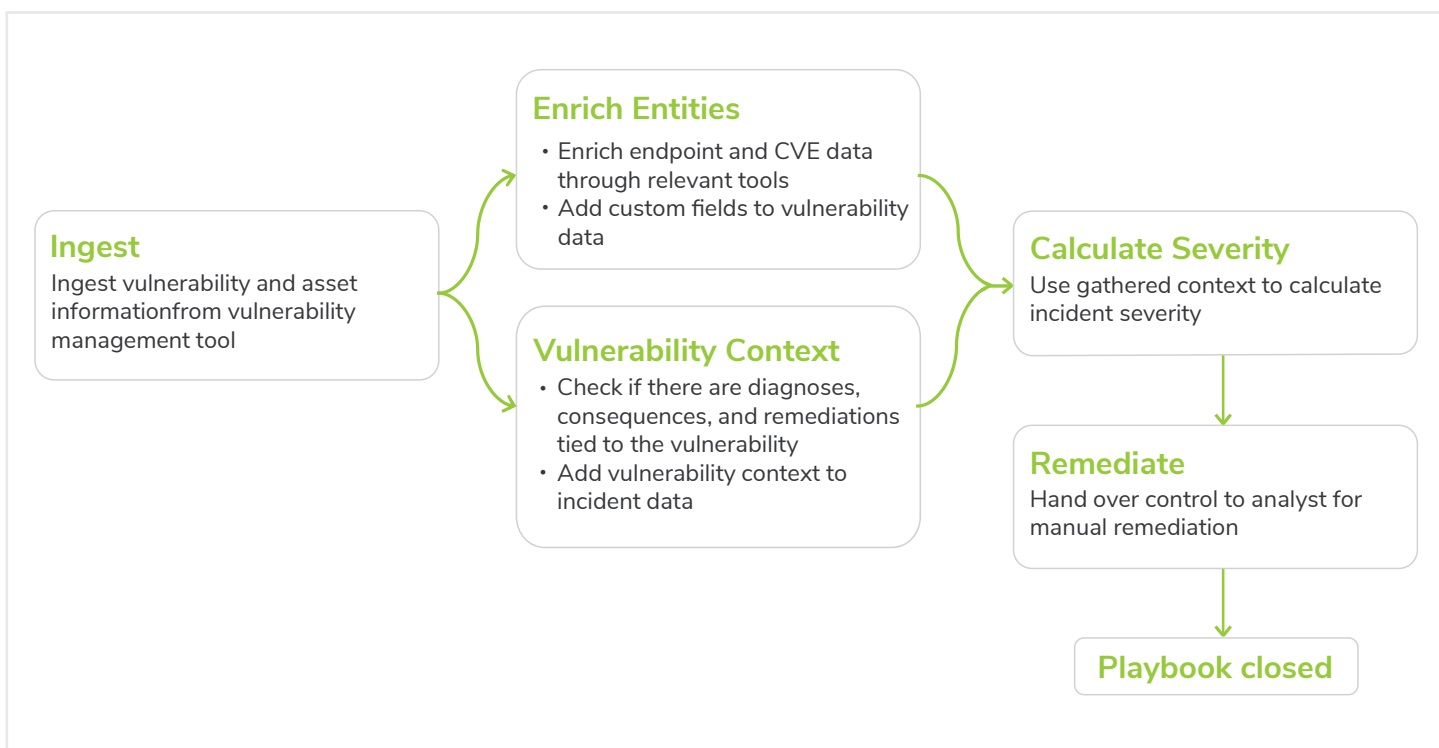 Ingest
Ingest vulnerability and asset
informationfrom vulnerability
management tool
Enrich Entities
• Enrich endpoint and CVE data
through relevant tools
• Add custom fields to vulnerability
data
Vulnerability Context
• Check if there are diagnoses,
consequences, and remediations
tied to the vulnerability
• Add vulnerability context to
incident data
Calculate Severity
Use gathered context to calculate
incident severity
Remediate
Hand over control to analyst for
manual remediation
Playbook closed